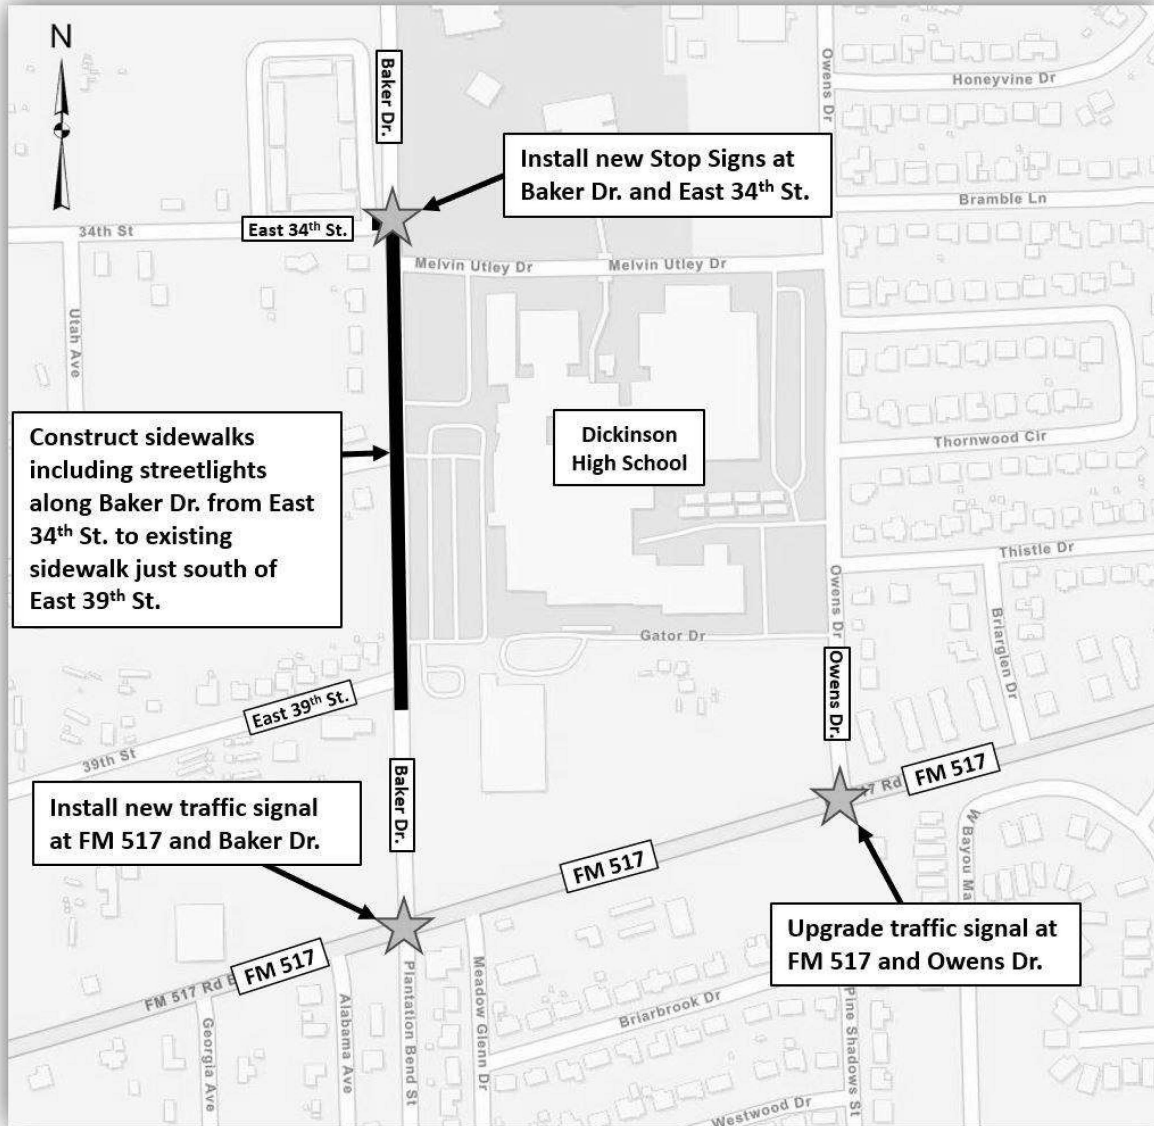 N
Baker Dr.
Owens Dr
Honeyvine Dr
Install new Stop Signs at
Baker Dr. and East 34th St.
Bramble Ln
34th St
East 34th St.
Melvin Utley Dr
Melvin Utley Dr
Utah Ave
Construct sidewalks
including streetlights
along Baker Dr. from East
34th St. to existing
sidewalk just south of
East 39th St.
Dickinson
High School
Thornwood Cir
Thistle Dr
Owens Dr
Briarglen Dr
Gator Dr
Owens Dr.
East 39th St.
39th St
Baker Dr.
FM 517
17 Rd
Install new traffic signal
at FM 517 and Baker Dr.
FM 517
W Bayou Ma
Upgrade traffic signal at
FM 517 and Owens Dr.
FM 517
FM 517 Rd E
Plantation Bend St
Meadow Glenn Dr
Alabama Ave
Georgia Ave
Briarbrook Dr
Pine Shadows St
Westwood Dr